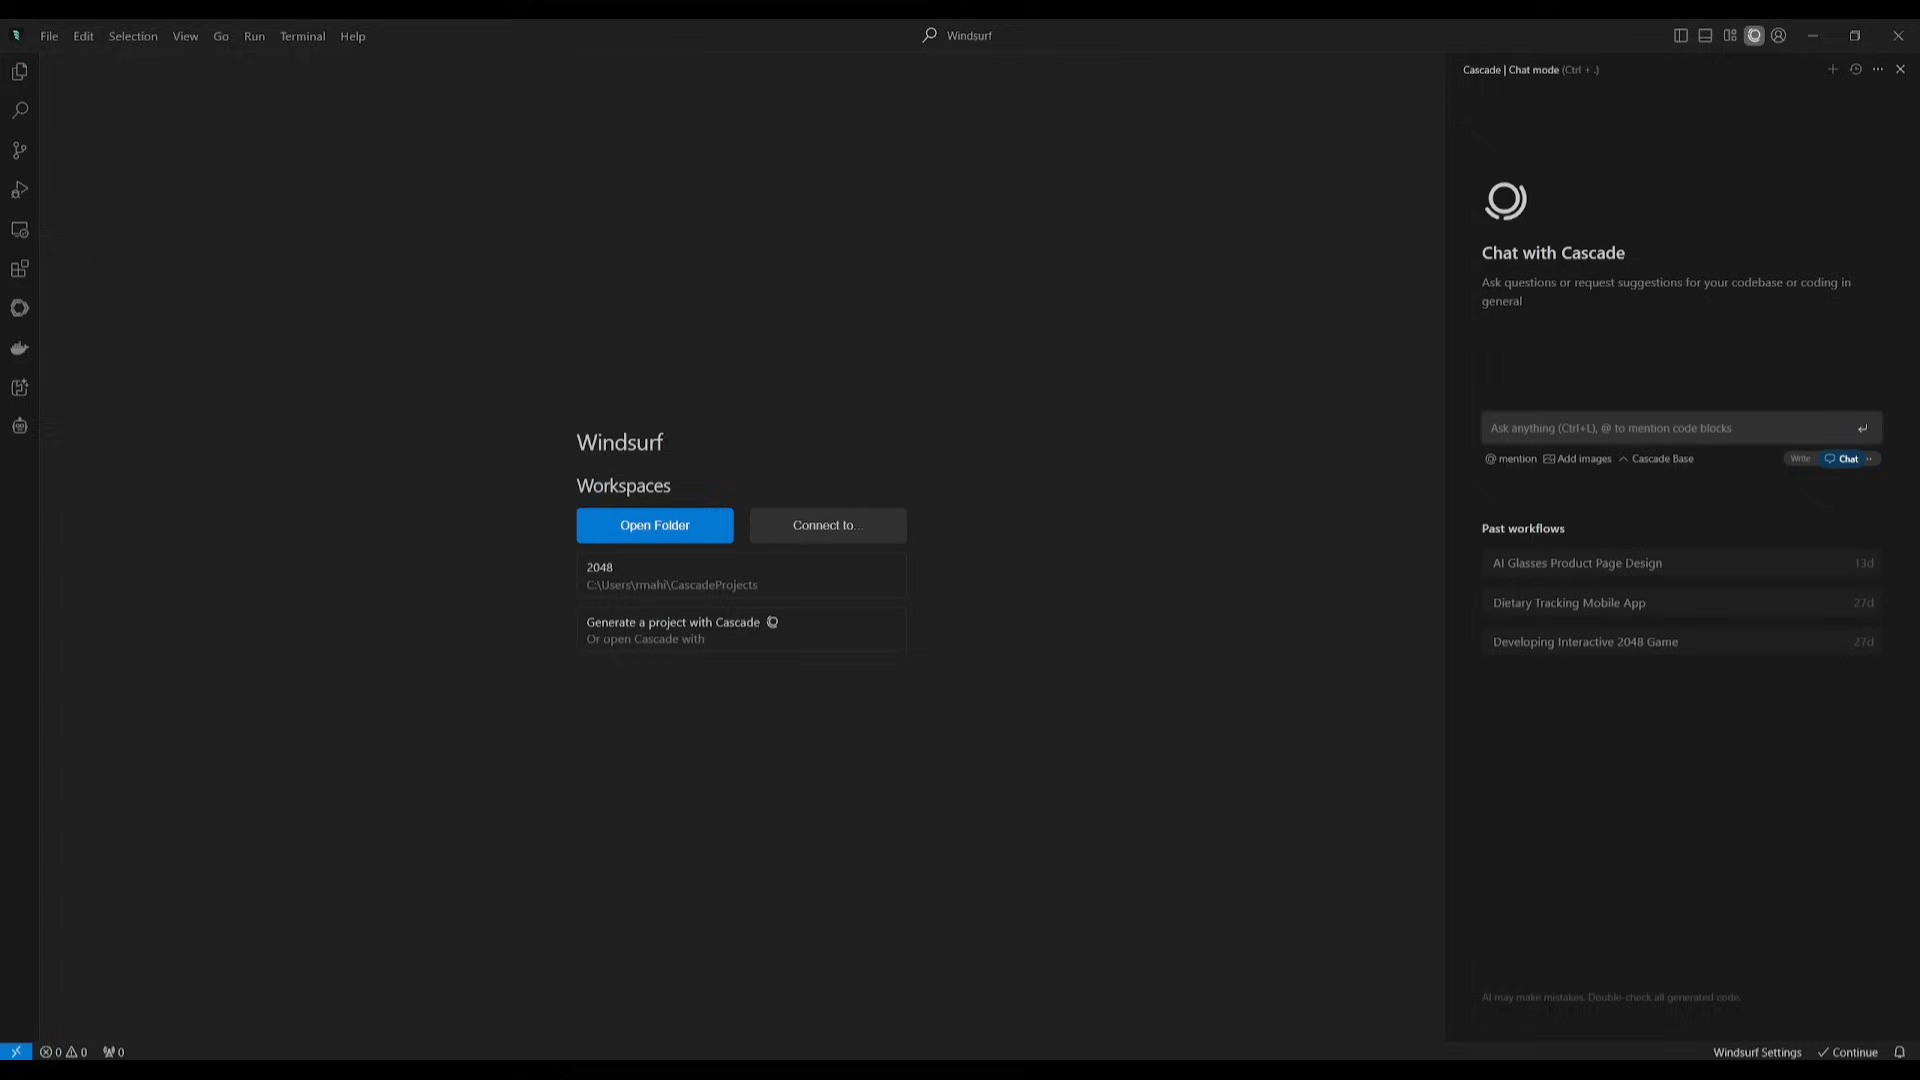 File Edit Selection View Go Run Terminal Help
Windsurf
Cascade | Chat mode (Ctrl + .)
Chat with Cascade
Ask questions or request suggestions for your codebase or coding in
general
Ask anything (Ctrl+L), @ to mention code blocks
@ mention Add images Cascade Base
Write Chat
Windsurf
Workspaces
Open Folder Connect to...
2048
C:\Users\rmahi\CascadeProjects
Generate a project with Cascade
Or open Cascade with
Past workflows
AI Glasses Product Page Design 13d
Dietary Tracking Mobile App 27d
Developing Interactive 2048 Game 27d
AI may make mistakes. Double-check all generated code.
0 0 0
Windsurf Settings Continue